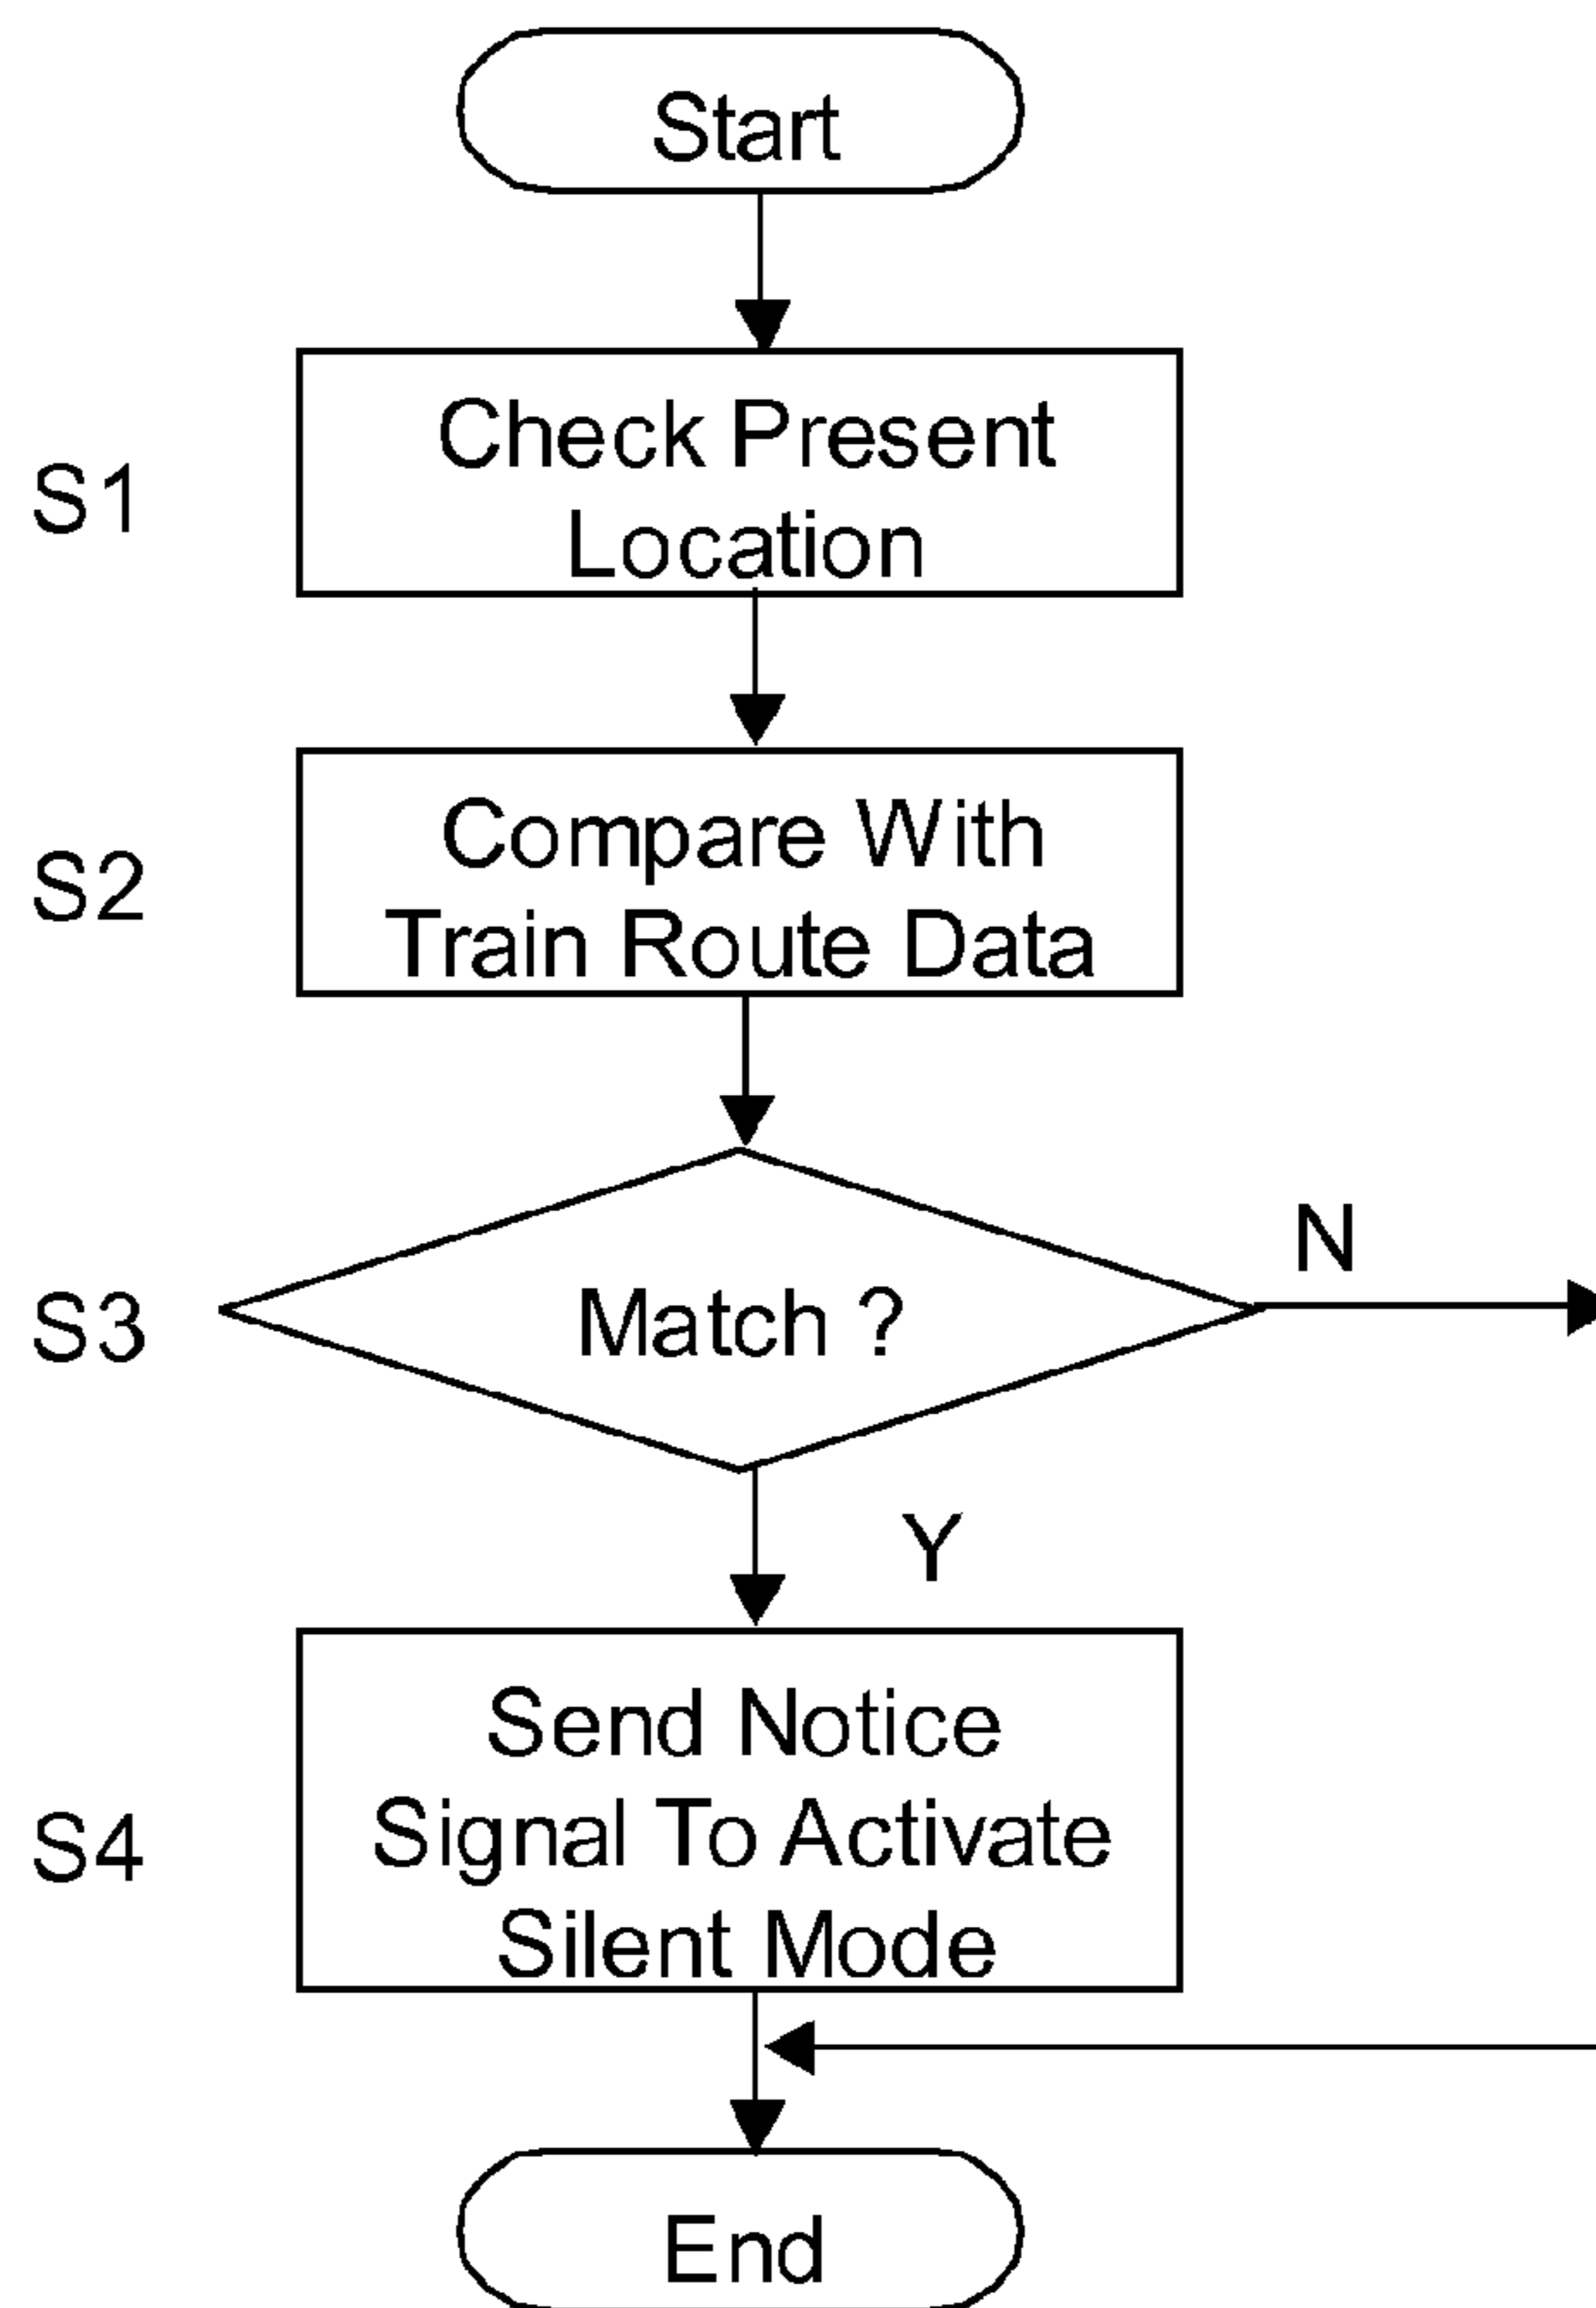 Start
S1
Check Present
Location
S2
Compare With
Train Route Data
N
S3
Match ?
Y
Send Notice
S4
Signal To Activate
Silent Mode
End